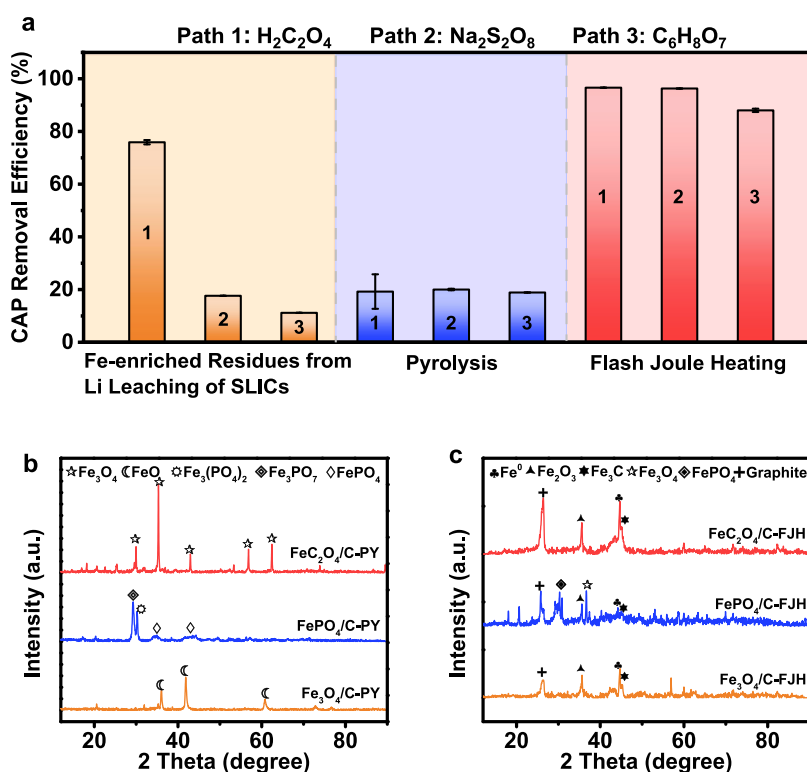 a
Path 1: H₂C₂O₄ Path 2: Na₂S₂O₈ Path 3: C₆H₈O₇
CAP Removal Efficiency (%)
100
80
60
40
20
0
1 2 3
1 2 3
1 2 3
Fe-enriched Residues from
Li Leaching of SLICs
Pyrolysis
Flash Joule Heating
b
Fe₃O₄ FeO Fe₃(PO₄)₂ Fe₃PO₇ FePO₄
FeC₂O₄/C-PY
FePO₄/C-PY
Fe₃O₄/C-PY
Intensity (a.u.)
20 40 60 80
2 Theta (degree)
c
Fe⁰ Fe₂O₃ Fe₃C Fe₃O₄ FePO₄ Graphite
FeC₂O₄/C-FJH
FePO₄/C-FJH
Fe₃O₄/C-FJH
Intensity (a.u.)
20 40 60 80
2 Theta (degree)